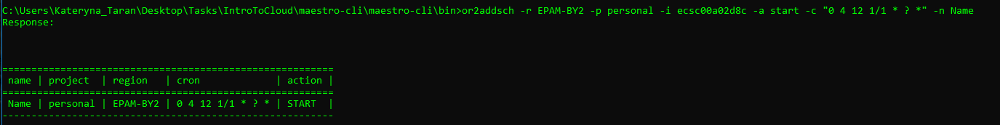 C:\Users\Kateryna_Taran\Desktop\Tasks\IntroToCloud\maestro-cli\maestro-cli\bin>or2addsch -r EPAM-BY2 -p personal -i ecsc00a02d8c -a start -c "0 4 12 1/1 * ? *" -n Name
Response:
=========================================================
name | project  | region   | cron             | action |
=========================================================
Name | personal | EPAM-BY2 | 0 4 12 1/1 * ? * | START  |
---------------------------------------------------------